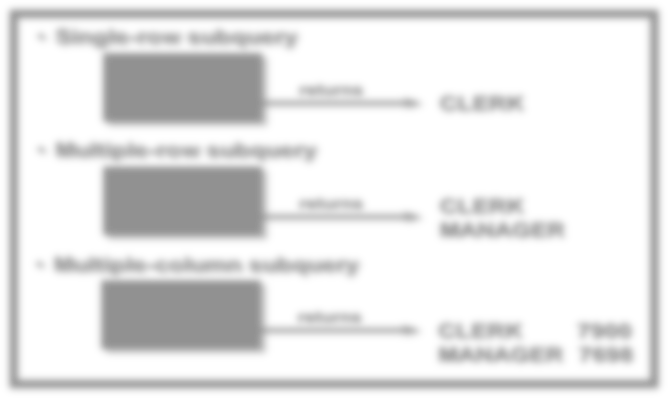 • Single-row subquery
returns
CLERK
• Multiple-row subquery
returns
CLERK
MANAGER
• Multiple-column subquery
returns
CLERK 7900
MANAGER 7698